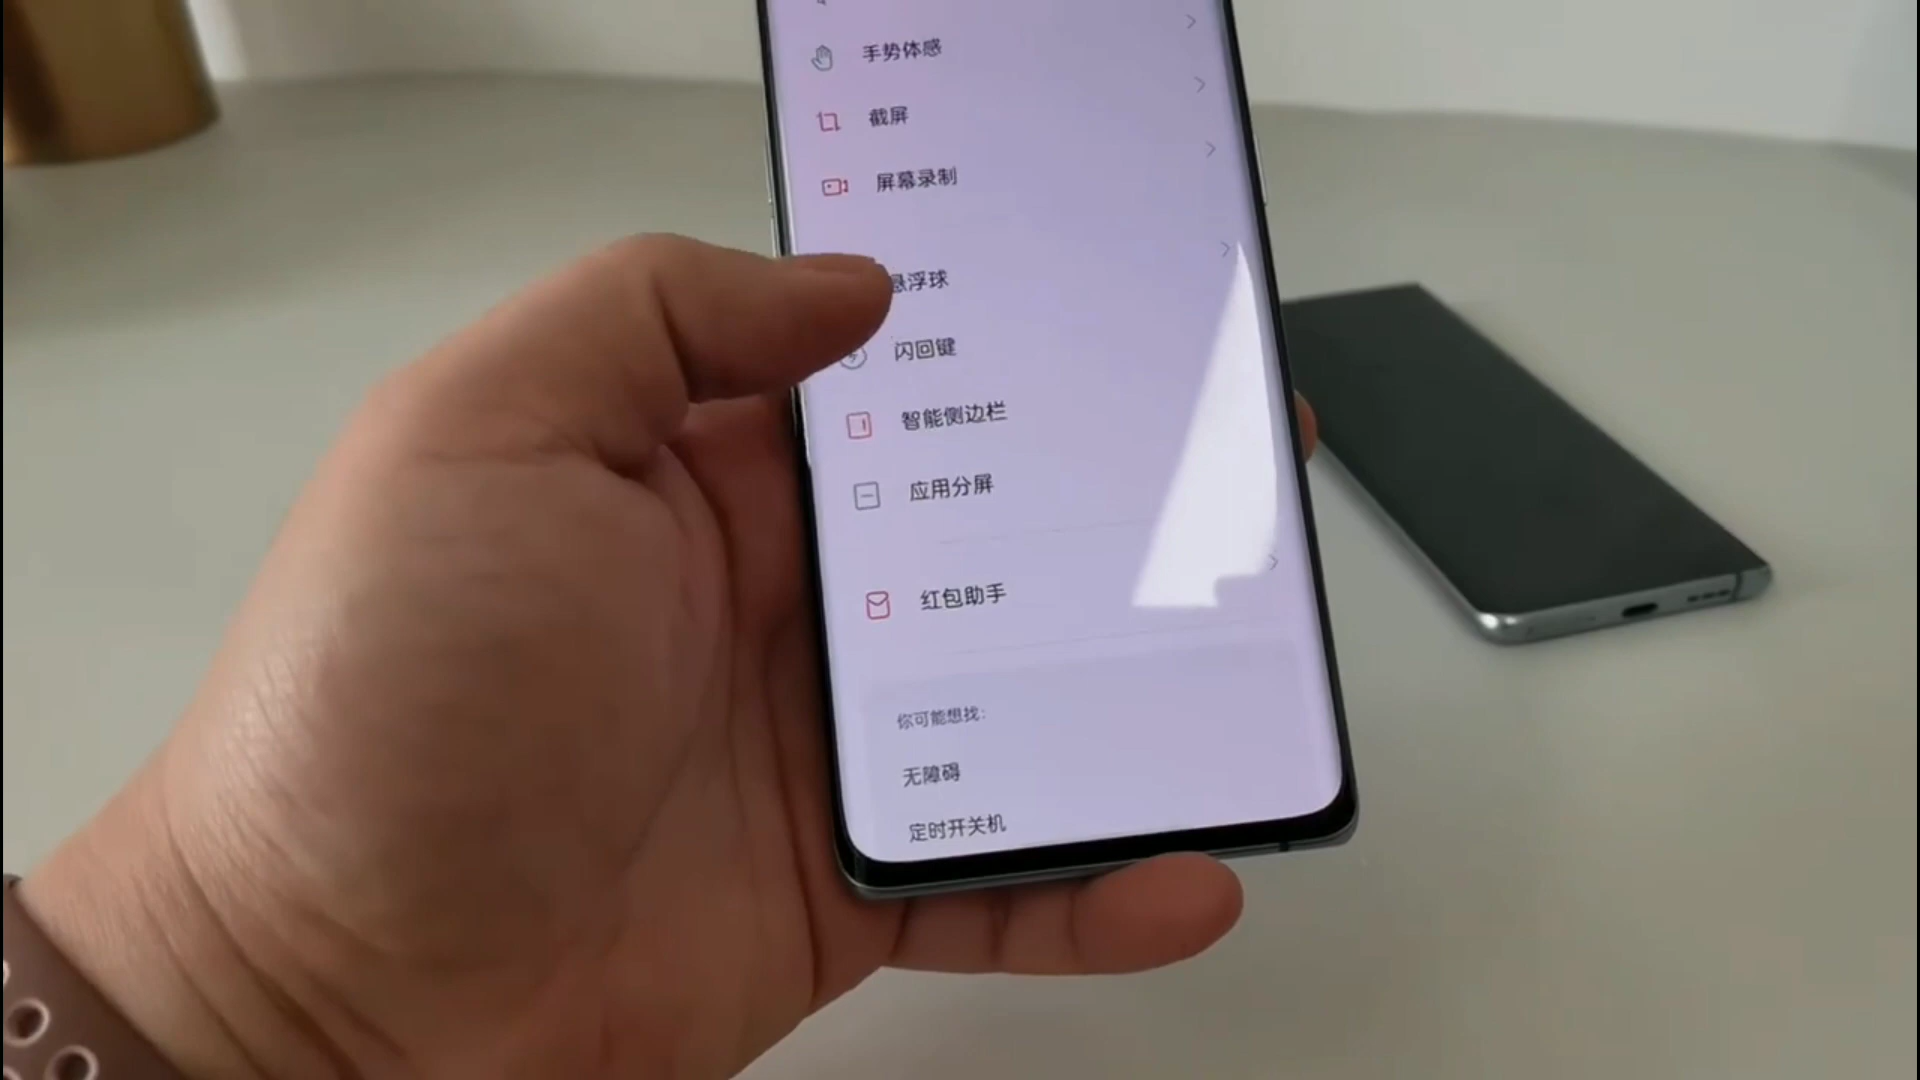 手势体感
截屏
屏幕录制
悬浮球
闪回键
智能侧边栏
应用分屏
红包助手
你可能想找：
无障碍
定时开关机